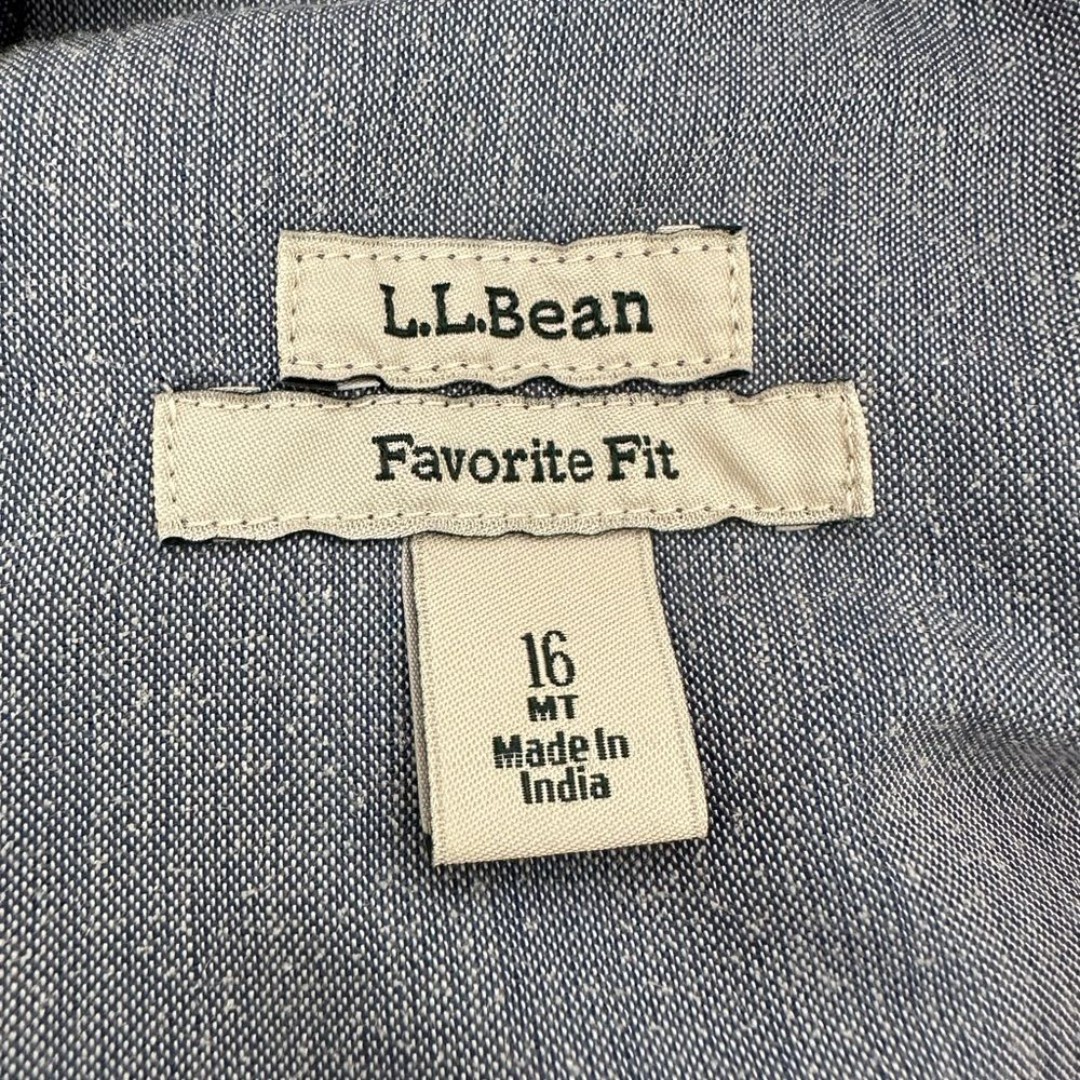 L.L.Bean
Favorite Fit
16
MT
Made In
India